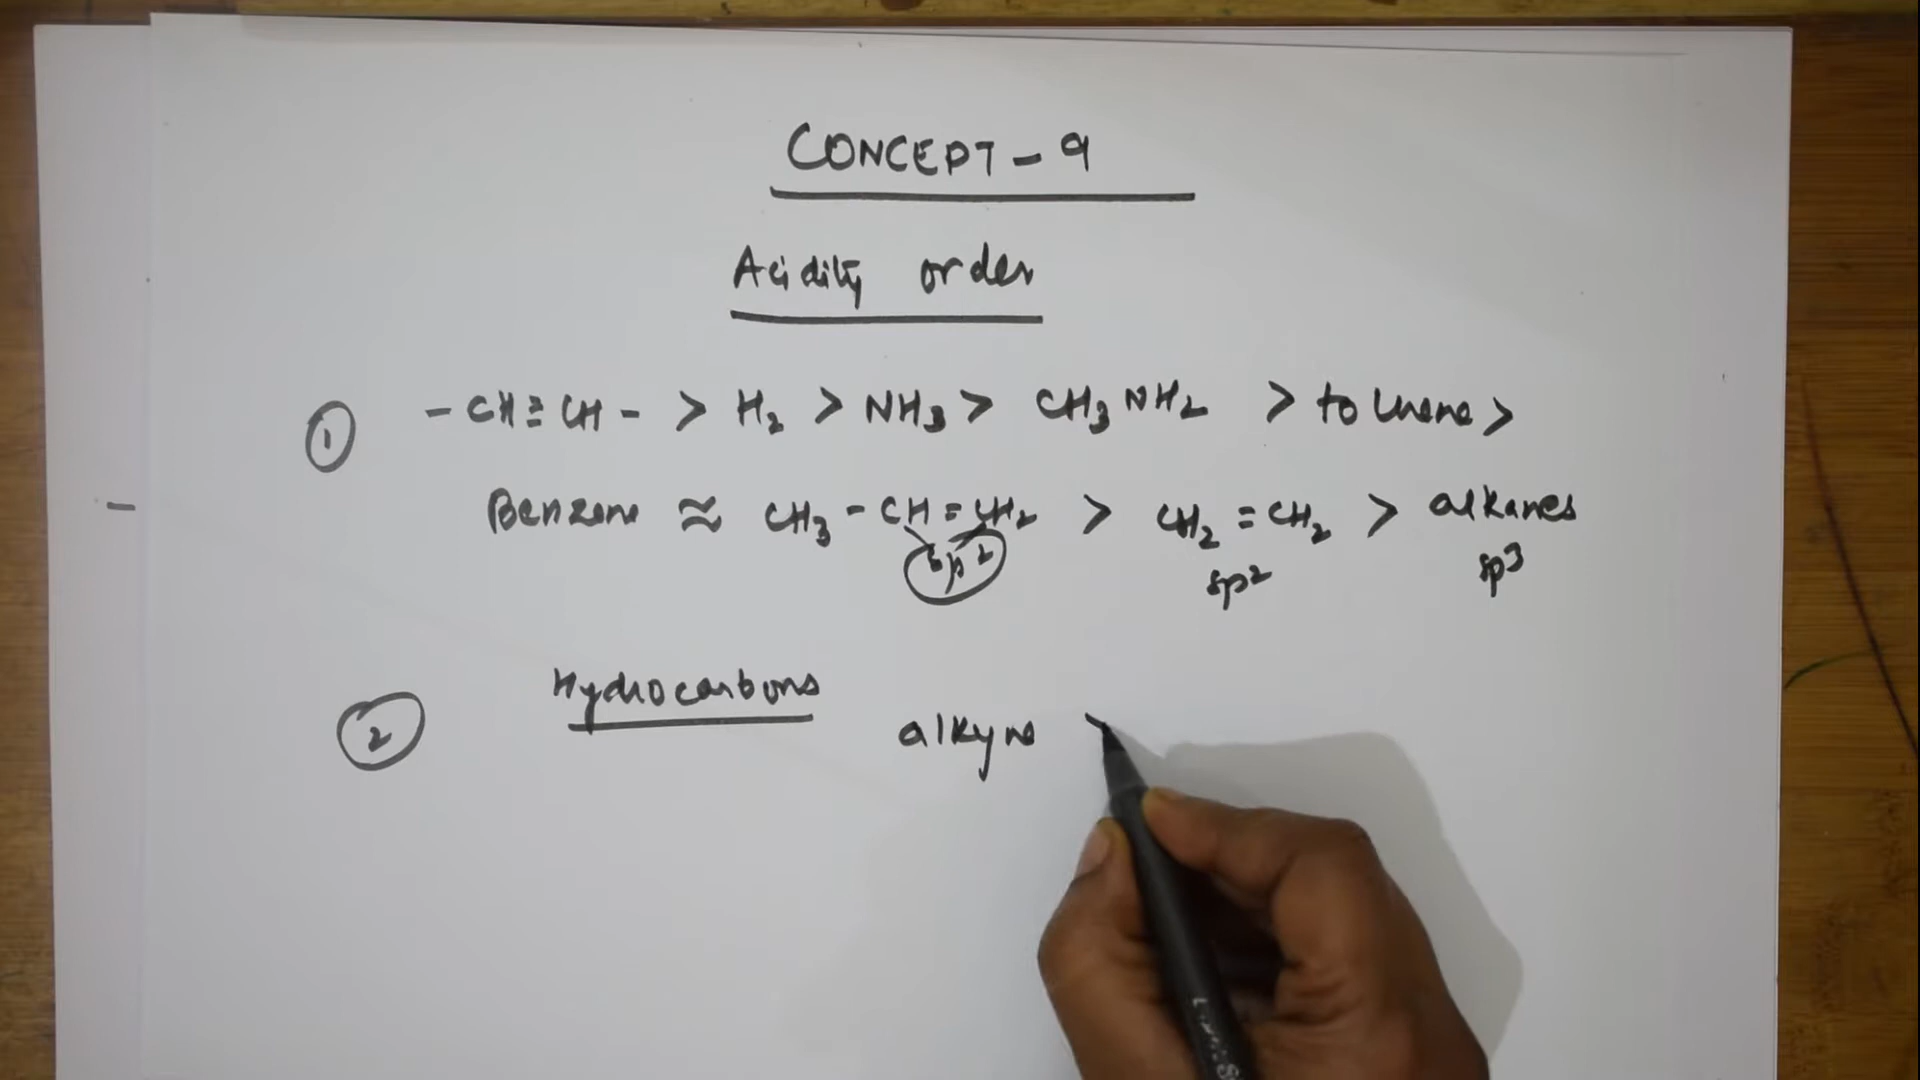 CONCEPT - 9
Acidity order
① - CH≡CH - > H₂ > NH₃ > CH₃NH₂ > toluene >
Benzene ≈ CH₃-CH=CH₂ > CH₂=CH₂ > alkanes
sp² sp² sp³
② Hydrocarbons
alkyne >